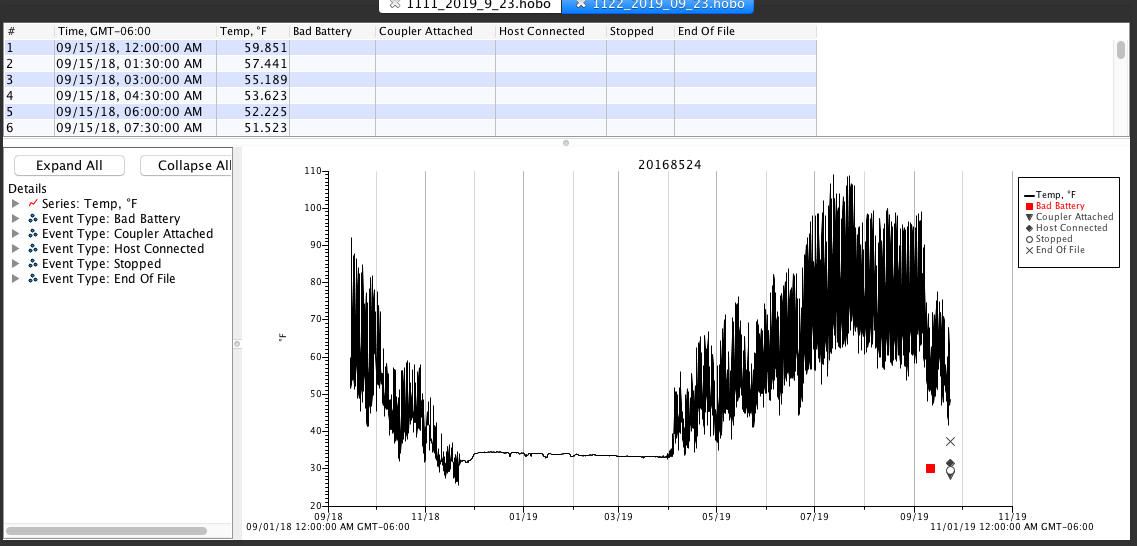 1111_2019_9_23.hobo 1122_2019_09_23.hobo
# Time, GMT-06:00 Temp, °F Bad Battery Coupler Attached Host Connected Stopped End Of File
1 09/15/18, 12:00:00 AM 59.851
2 09/15/18, 01:30:00 AM 57.441
3 09/15/18, 03:00:00 AM 55.189
4 09/15/18, 04:30:00 AM 53.623
5 09/15/18, 06:00:00 AM 52.225
6 09/15/18, 07:30:00 AM 51.523
Expand All Collapse All
Details
Series: Temp, °F
Event Type: Bad Battery
Event Type: Coupler Attached
Event Type: Host Connected
Event Type: Stopped
Event Type: End Of File
20168524
110
100
90
80
70
60
50
40
30
20
°F
09/18 11/18 01/19 03/19 05/19 07/19 09/19 11/19
09/01/18 12:00:00 AM GMT-06:00 11/01/19 12:00:00 AM GMT-06:00
Temp, °F
Bad Battery
Coupler Attached
Host Connected
Stopped
End Of File